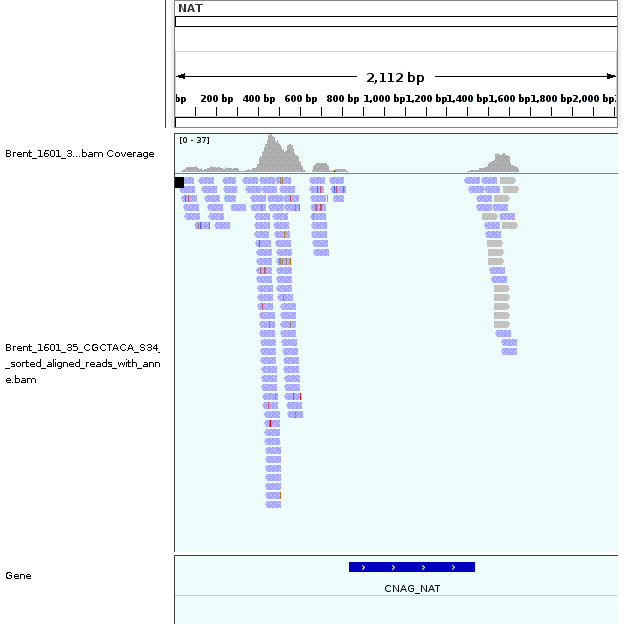 NAT
2,112 bp
bp 200 bp 400 bp 600 bp 800 bp 1,000 bp 1,200 bp 1,400 bp 1,600 bp 1,800 bp 2,000 bp
[0 - 37]
Brent_1601_3...bam Coverage
Brent_1601_35_CGCTACA_S34_
_sorted_aligned_reads_with_ann
e.bam
Gene
CNAG_NAT